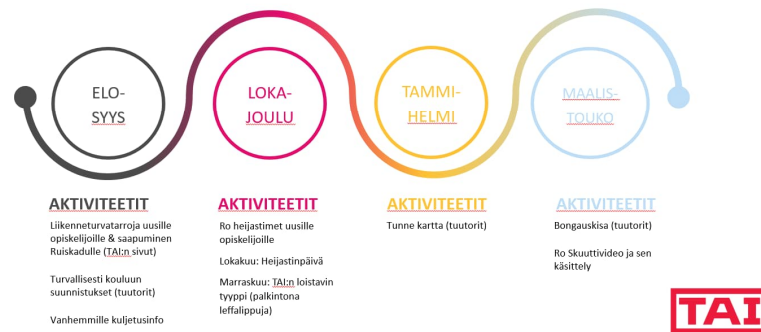 ELO-
SYYS
LOKA-
JOULU
TAMMI-
HELMI
MAALIS-
TOUKO
AKTIVITEETIT
Liikenneturvatarroja uusille
opiskelijoille & saapuminen
Ruiskadulle (TAI:n sivut)
Turvallisesti kouluun
suunnistukset (tuutorit)
Vanhemmille kuljetusinfo
AKTIVITEETIT
Ro heijastimet uusille
opiskelijoille
Lokakuu: Heijastinpäivä
Marraskuu: TAI:n loistavin
tyyppi (palkintona
leffalippuja)
AKTIVITEETIT
Tunne kartta (tuutorit)
AKTIVITEETIT
Bongauskisa (tuutorit)
Ro Skuuttivideo ja sen
käsittely
TAI